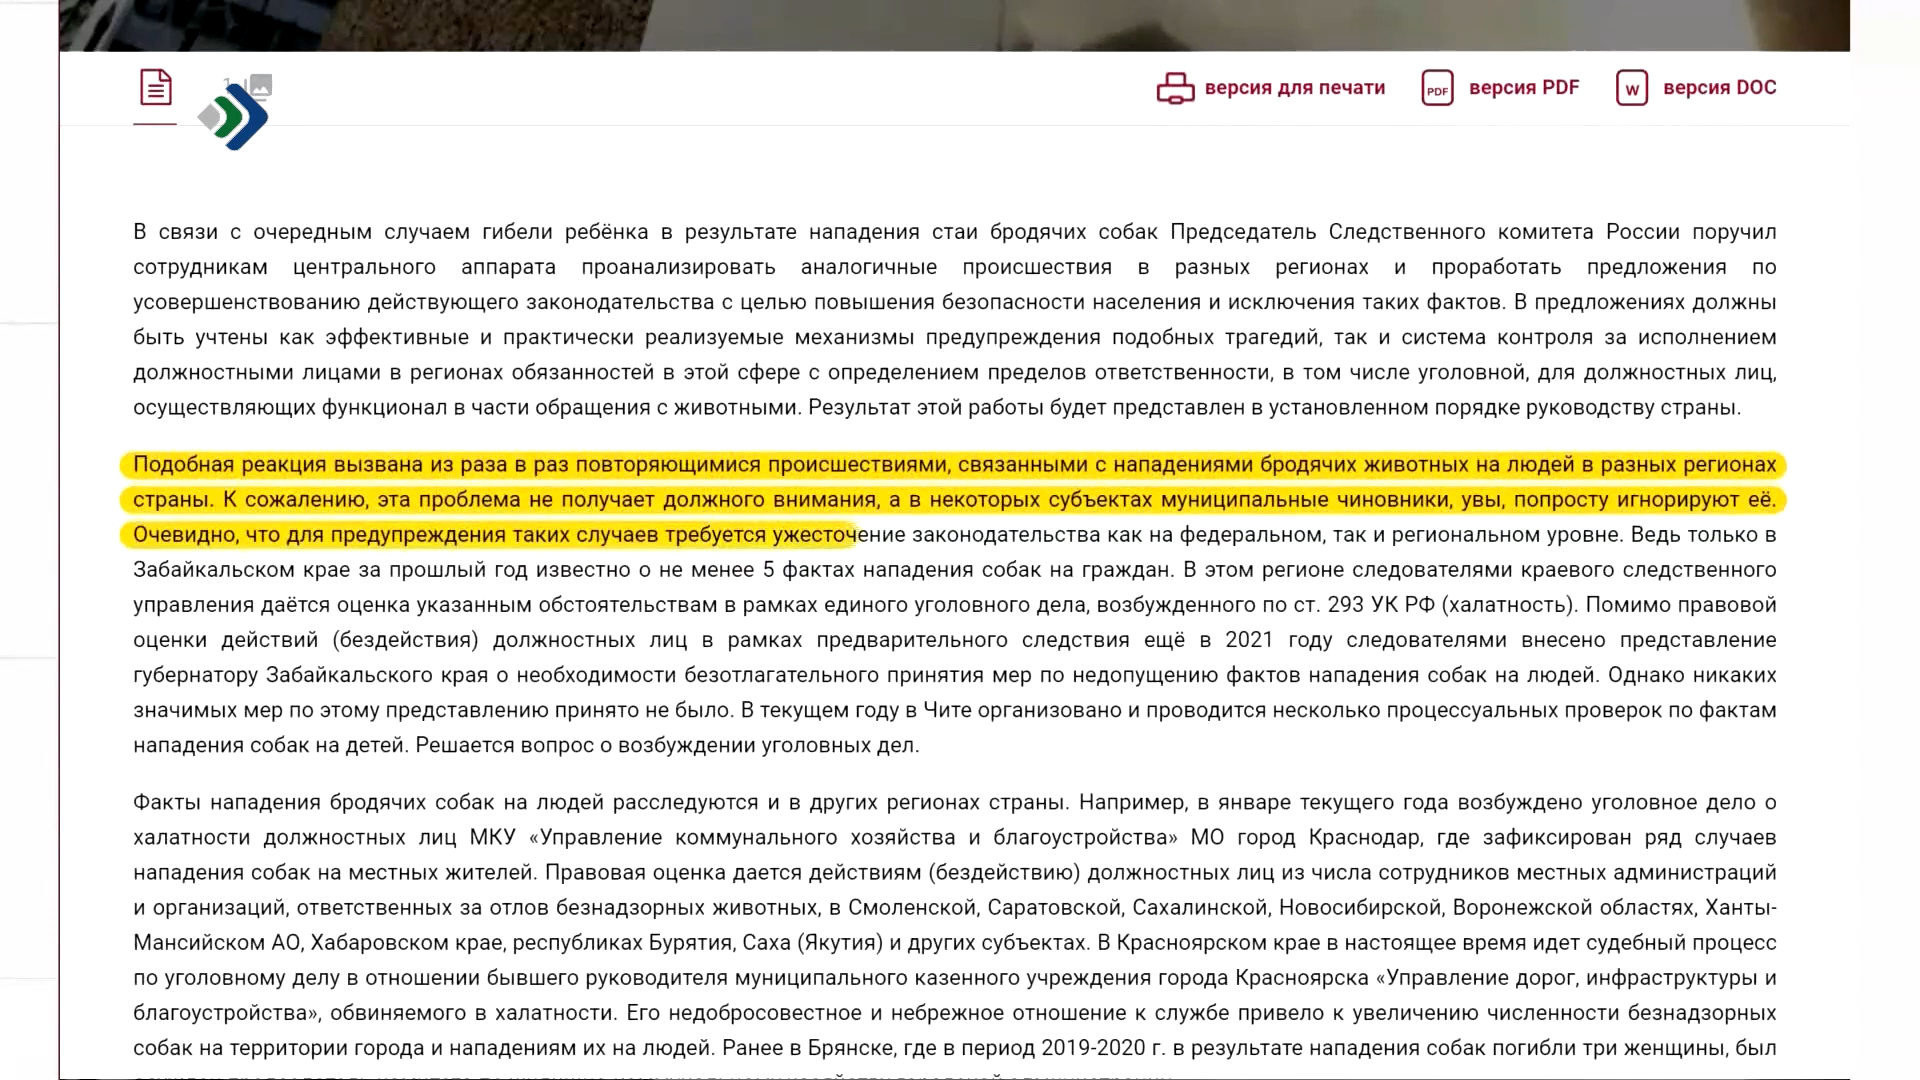 версия для печати
версия PDF
версия DOC
В связи с очередным случаем гибели ребёнка в результате нападения стаи бродячих собак Председатель Следственного комитета России поручил
сотрудникам центрального аппарата проанализировать аналогичные происшествия в разных регионах и проработать предложения по
усовершенствованию действующего законодательства с целью повышения безопасности населения и исключения таких фактов. В предложениях должны
быть учтены как эффективные и практически реализуемые механизмы предупреждения подобных трагедий, так и система контроля за исполнением
должностными лицами в регионах обязанностей в этой сфере с определением пределов ответственности, в том числе уголовной, для должностных лиц,
осуществляющих функционал в части обращения с животными. Результат этой работы будет представлен в установленном порядке руководству страны.
Подобная реакция вызвана из раза в раз повторяющимися происшествиями, связанными с нападениями бродячих животных на людей в разных регионах
страны. К сожалению, эта проблема не получает должного внимания, а в некоторых субъектах муниципальные чиновники, увы, попросту игнорируют её.
Очевидно, что для предупреждения таких случаев требуется ужесточение законодательства как на федеральном, так и региональном уровне. Ведь только в
Забайкальском крае за прошлый год известно о не менее 5 фактах нападения собак на граждан. В этом регионе следователями краевого следственного
управления даётся оценка указанным обстоятельствам в рамках единого уголовного дела, возбужденного по ст. 293 УК РФ (халатность). Помимо правовой
оценки действий (бездействия) должностных лиц в рамках предварительного следствия ещё в 2021 году следователями внесено представление
губернатору Забайкальского края о необходимости безотлагательного принятия мер по недопущению фактов нападения собак на людей. Однако никаких
значимых мер по этому представлению принято не было. В текущем году в Чите организовано и проводится несколько процессуальных проверок по фактам
нападения собак на детей. Решается вопрос о возбуждении уголовных дел.
Факты нападения бродячих собак на людей расследуются и в других регионах страны. Например, в январе текущего года возбуждено уголовное дело о
халатности должностных лиц МКУ «Управление коммунального хозяйства и благоустройства» МО город Краснодар, где зафиксирован ряд случаев
нападения собак на местных жителей. Правовая оценка дается действиям (бездействию) должностных лиц из числа сотрудников местных администраций
и организаций, ответственных за отлов безнадзорных животных, в Смоленской, Саратовской, Сахалинской, Новосибирской, Воронежской областях, Ханты-
Мансийском АО, Хабаровском крае, республиках Бурятия, Саха (Якутия) и других субъектах. В Красноярском крае в настоящее время идет судебный процесс
по уголовному делу в отношении бывшего руководителя муниципального казенного учреждения города Красноярска «Управление дорог, инфраструктуры и
благоустройства», обвиняемого в халатности. Его недобросовестное и небрежное отношение к службе привело к увеличению численности безнадзорных
собак на территории города и нападениям их на людей. Ранее в Брянске, где в период 2019-2020 г. в результате нападения собак погибли три женщины, был